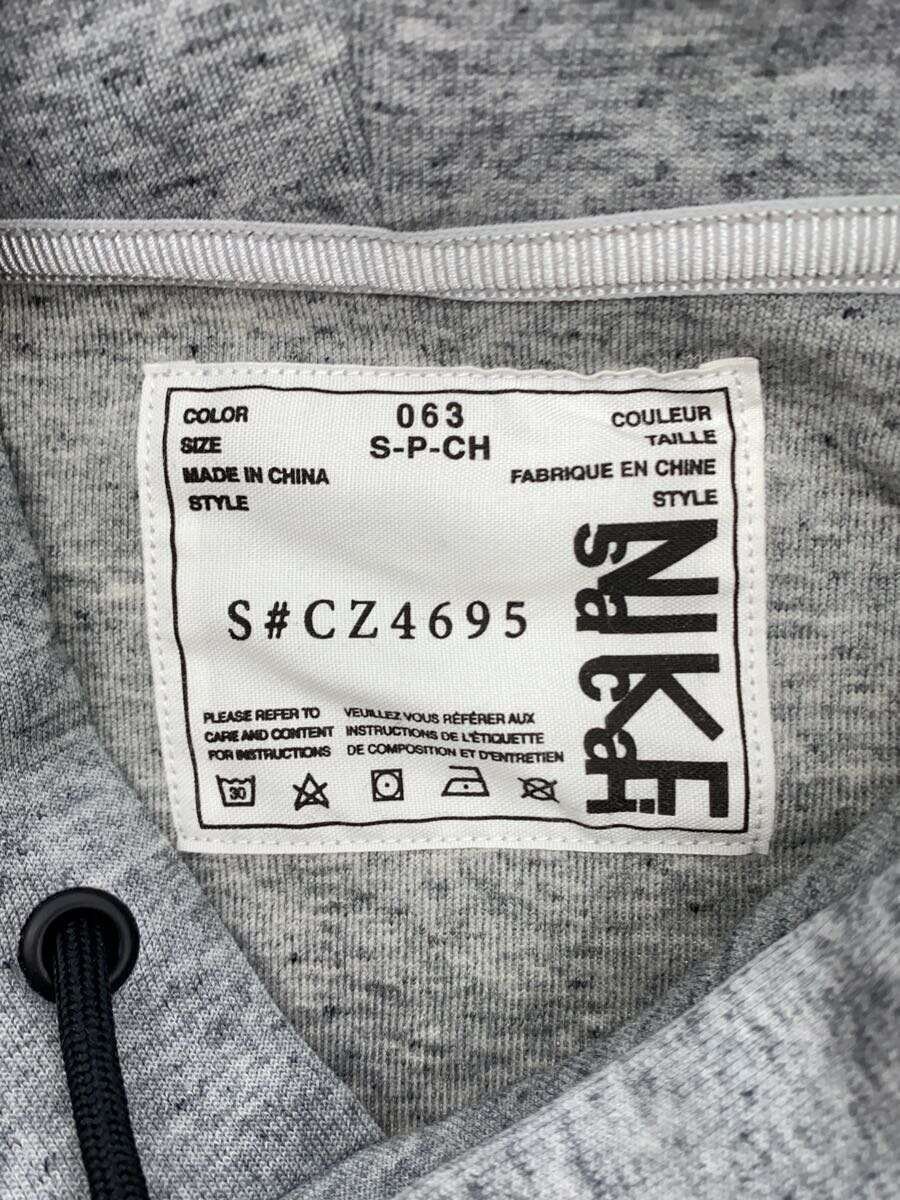 COLOR 063 COULEUR
SIZE S-P-CH TAILLE
MADE IN CHINA FABRIQUE EN CHINE
STYLE STYLE
S#CZ4695
NIKE
sacai
PLEASE REFER TO
CARE AND CONTENT
FOR INSTRUCTIONS
VEUILLEZ VOUS RÉFÉRER AUX
INSTRUCTIONS DE L'ÉTIQUETTE
DE COMPOSITION ET D'ENTRETIEN
30